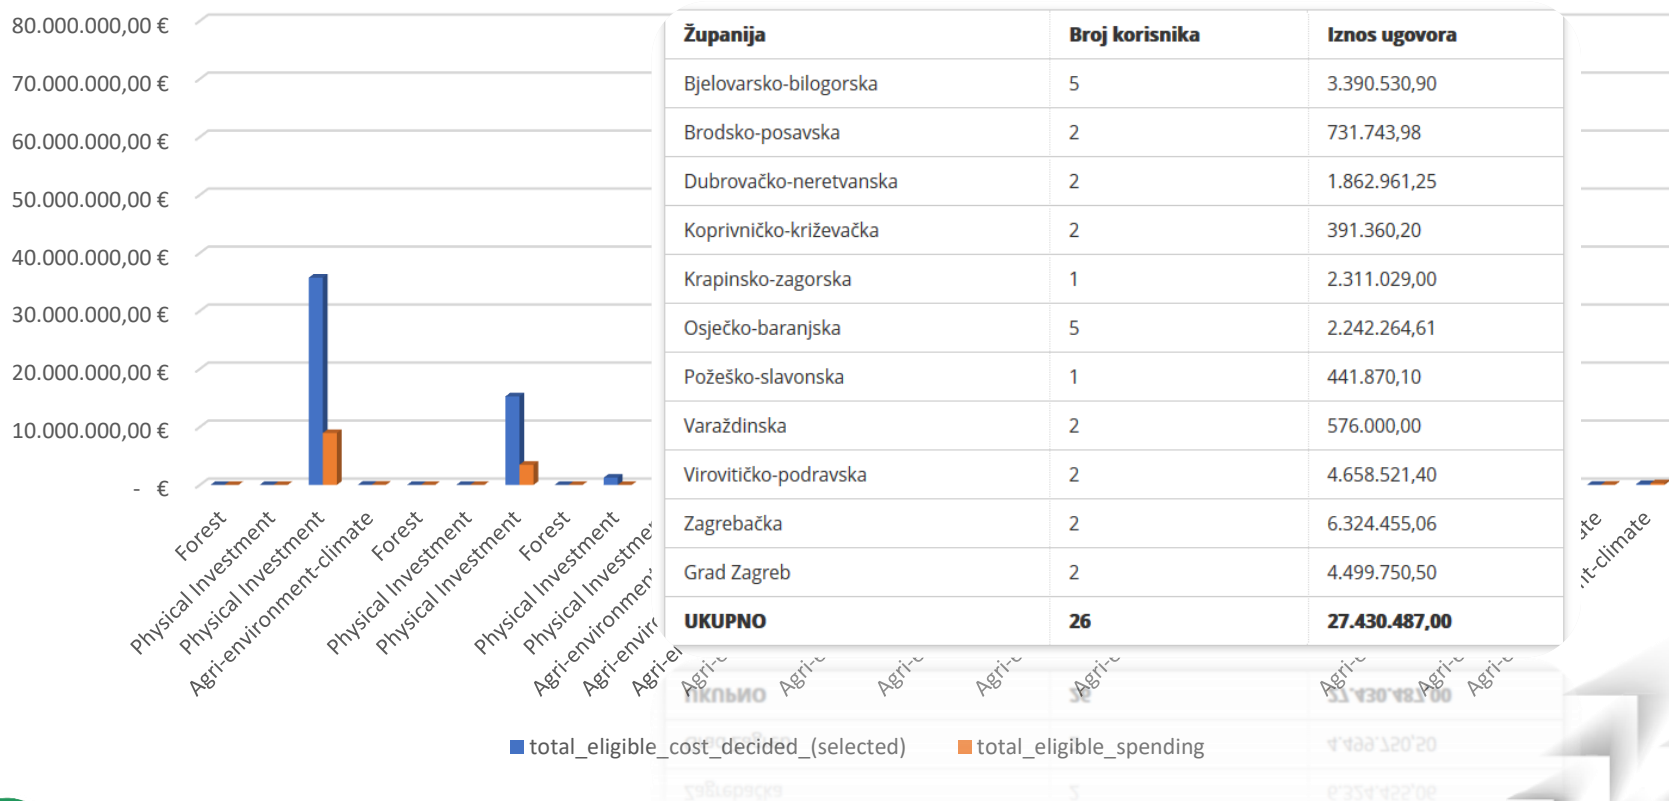 80.000.000,00 €
70.000.000,00 €
60.000.000,00 €
50.000.000,00 €
40.000.000,00 €
30.000.000,00 €
20.000.000,00 €
10.000.000,00 €
- €
Forest
Physical Investment
Physical Investment
Agri-environment-climate
Forest
Physical Investment
Physical Investment
Forest
Physical Investment
Županija Broj korisnika Iznos ugovora
Bjelovarsko-bilogorska 5 3.390.530,90
Brodsko-posavska 2 731.743,98
Dubrovačko-neretvanska 2 1.862.961,25
Koprivničko-križevačka 2 391.360,20
Krapinsko-zagorska 1 2.311.029,00
Osječko-baranjska 5 2.242.264,61
Požeško-slavonska 1 441.870,10
Varaždinska 2 576.000,00
Virovitičko-podravska 2 4.658.521,40
Zagrebačka 2 6.324.455,06
Grad Zagreb 2 4.499.750,50
UKUPNO 26 27.430.487,00
total_eligible_cost_decided_(selected)
total_eligible_spending